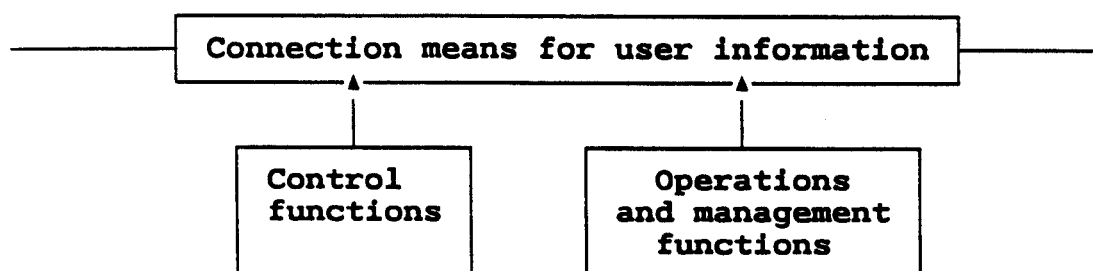 Connection means for user information
Control
functions
Operations
and management
functions